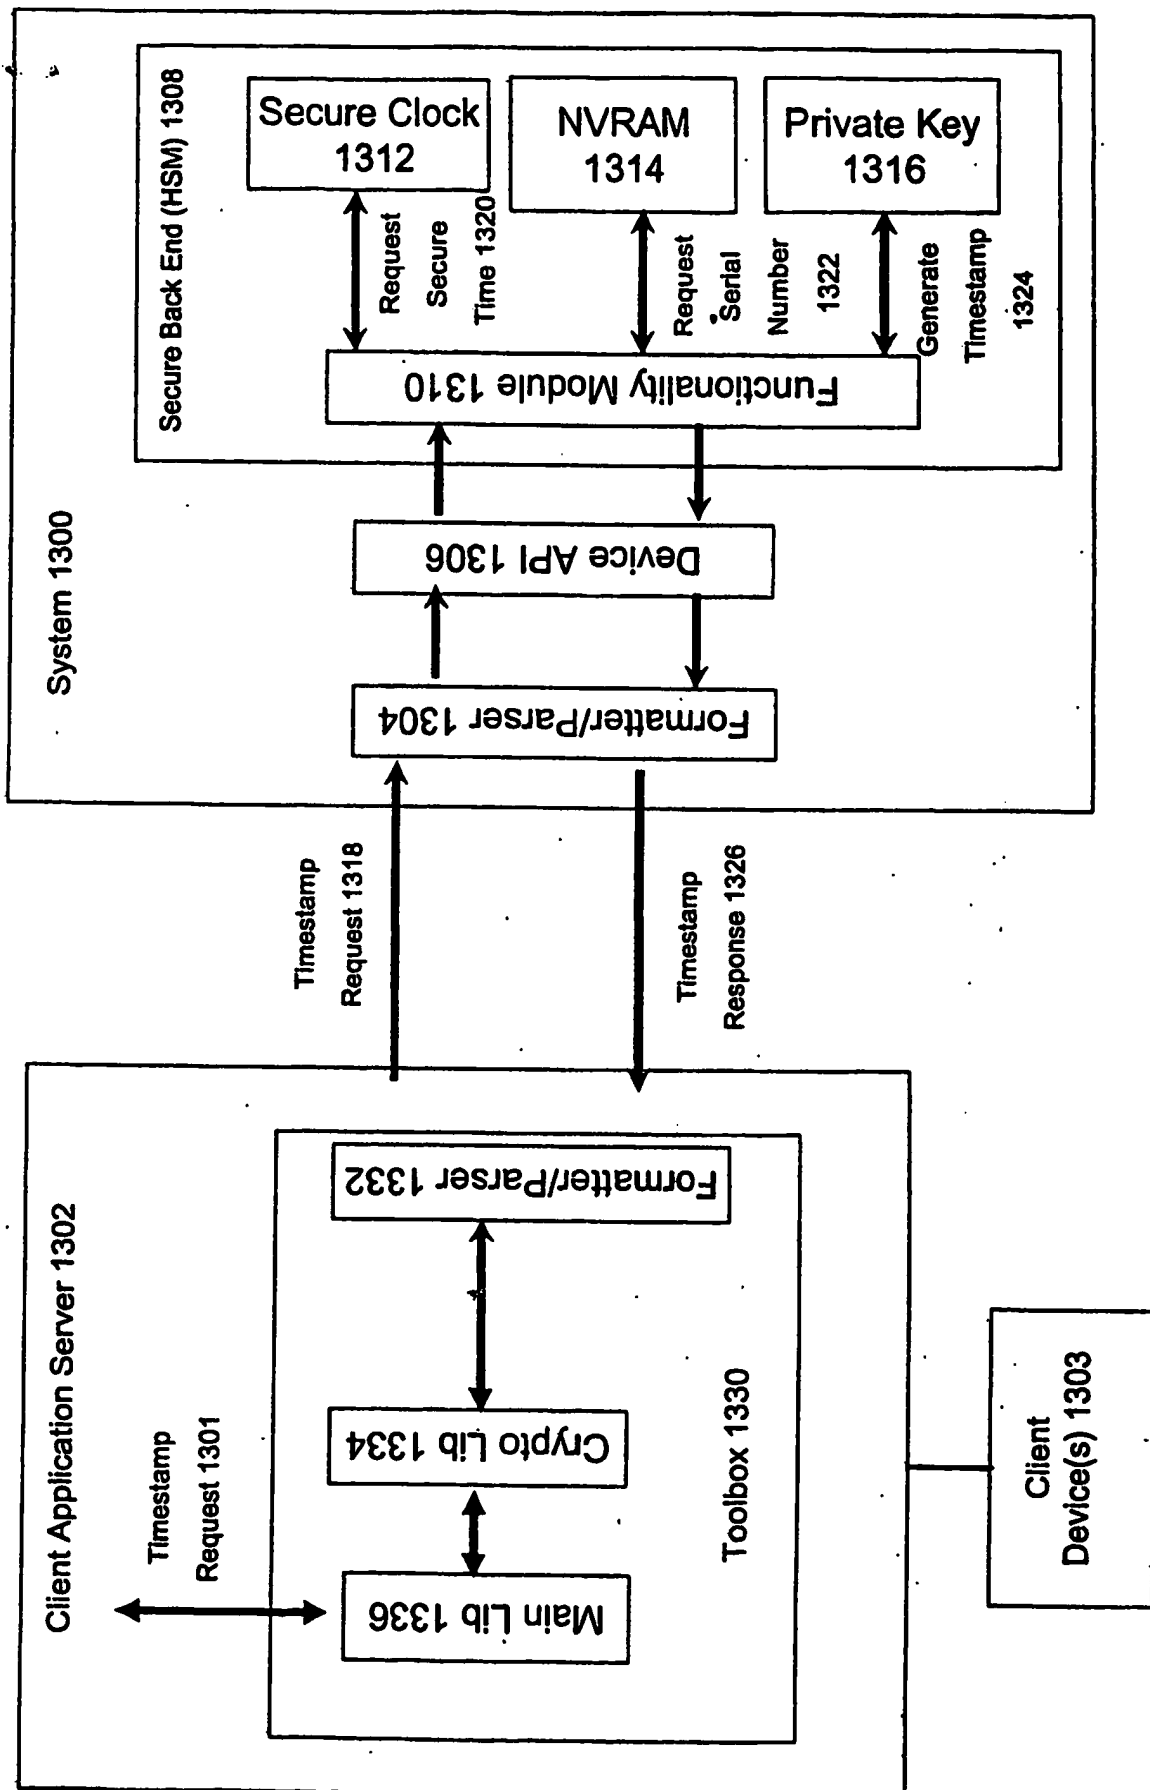 Client Application Server 1302
Timestamp
Request 1301
Main Lib 1336
Crypto Lib 1334
Formatter/Parser 1332
Toolbox 1330
Client
Device(s) 1303
Timestamp
Request 1318
Timestamp
Response 1326
System 1300
Formatter/Parser 1304
Device API 1306
Secure Back End (HSM) 1308
Functionality Module 1310
Request
Secure
Time 1320
Request
Serial
Number
1322
Generate
Timestamp
1324
Secure Clock
1312
NVRAM
1314
Private Key
1316